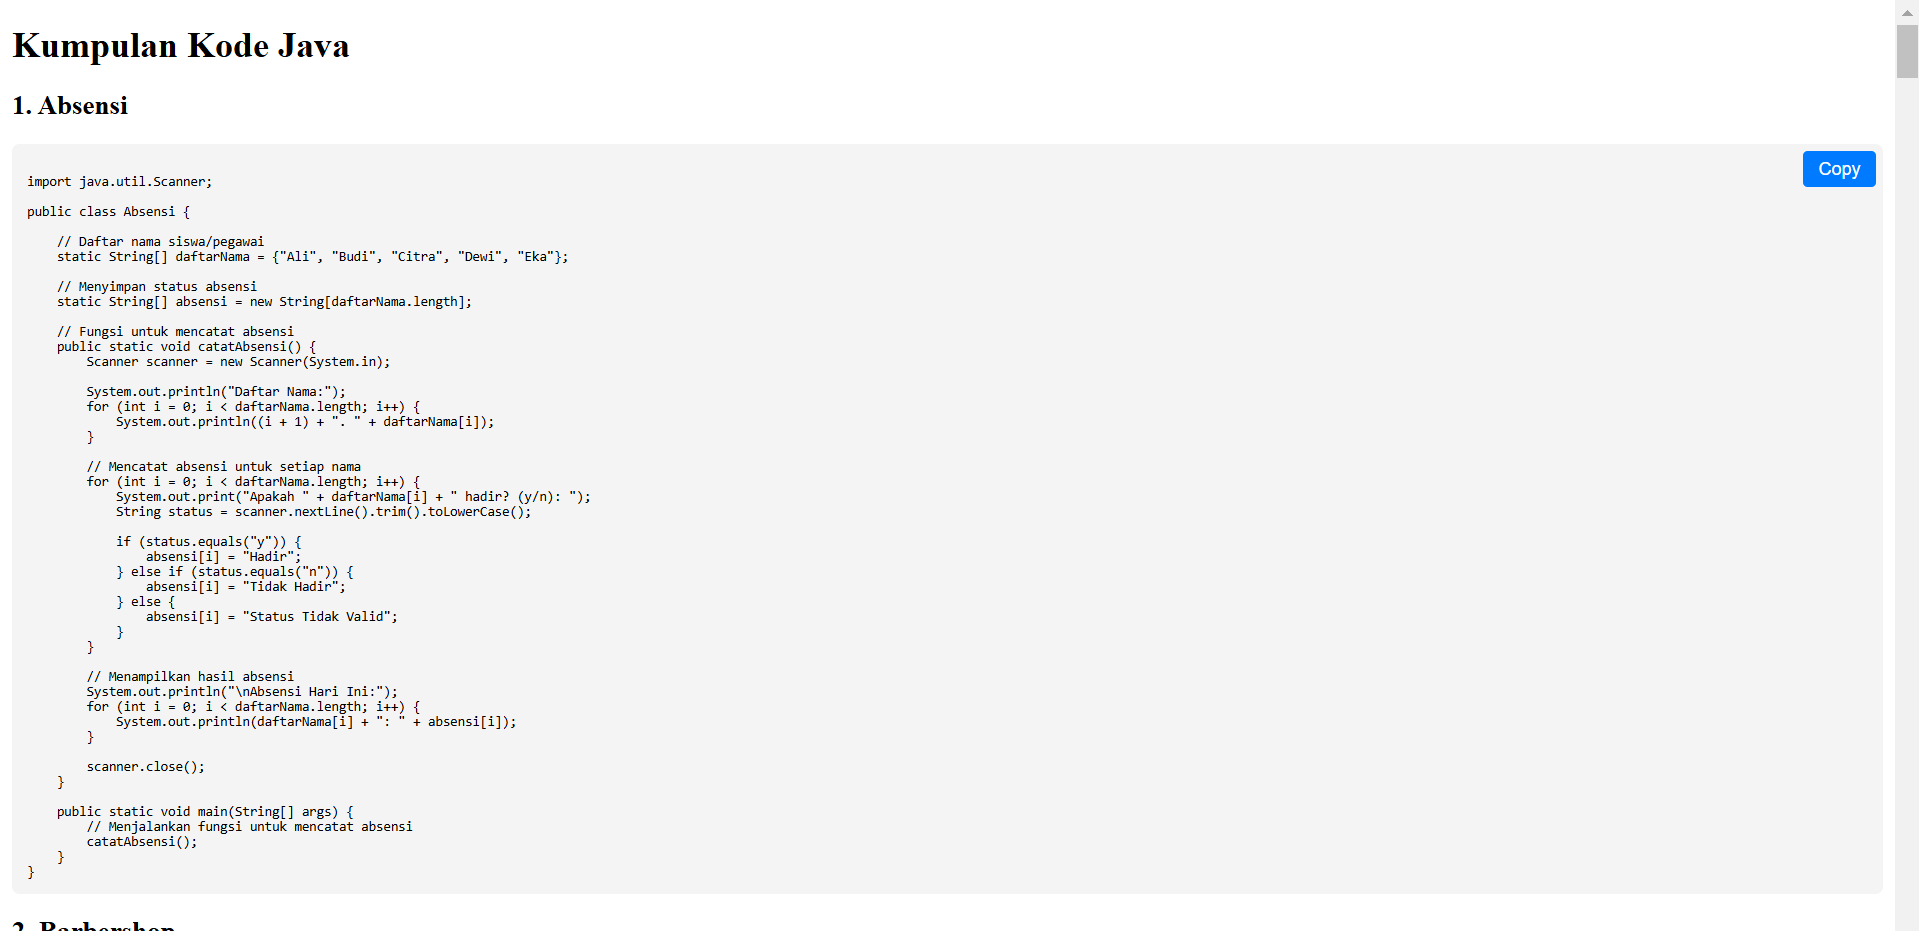 Kumpulan Kode Java
1. Absensi
Copy
import java.util.Scanner;
public class Absensi {
    // Daftar nama siswa/pegawai
    static String[] daftarNama = {"Ali", "Budi", "Citra", "Dewi", "Eka"};
    // Menyimpan status absensi
    static String[] absensi = new String[daftarNama.length];
    // Fungsi untuk mencatat absensi
    public static void catatAbsensi() {
        Scanner scanner = new Scanner(System.in);
        System.out.println("Daftar Nama:");
        for (int i = 0; i < daftarNama.length; i++) {
            System.out.println((i + 1) + ". " + daftarNama[i]);
        }
        // Mencatat absensi untuk setiap nama
        for (int i = 0; i < daftarNama.length; i++) {
            System.out.print("Apakah " + daftarNama[i] + " hadir? (y/n): ");
            String status = scanner.nextLine().trim().toLowerCase();
            if (status.equals("y")) {
                absensi[i] = "Hadir";
            } else if (status.equals("n")) {
                absensi[i] = "Tidak Hadir";
            } else {
                absensi[i] = "Status Tidak Valid";
            }
        }
        // Menampilkan hasil absensi
        System.out.println("\nAbsensi Hari Ini:");
        for (int i = 0; i < daftarNama.length; i++) {
            System.out.println(daftarNama[i] + ": " + absensi[i]);
        }
        scanner.close();
    }
    public static void main(String[] args) {
        // Menjalankan fungsi untuk mencatat absensi
        catatAbsensi();
    }
}
2. Barbershop